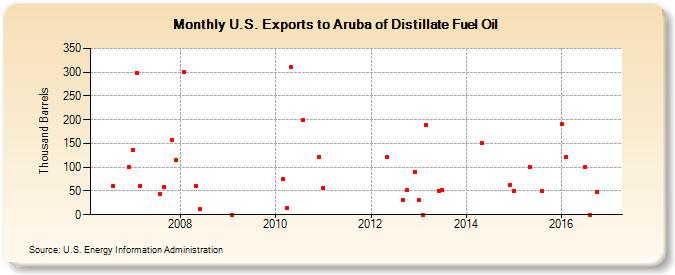 Monthly U.S. Exports to Aruba of Distillate Fuel Oil
Thousand Barrels
350
300
250
200
150
100
50
0
2008 2010 2012 2014 2016
Source: U.S. Energy Information Administration